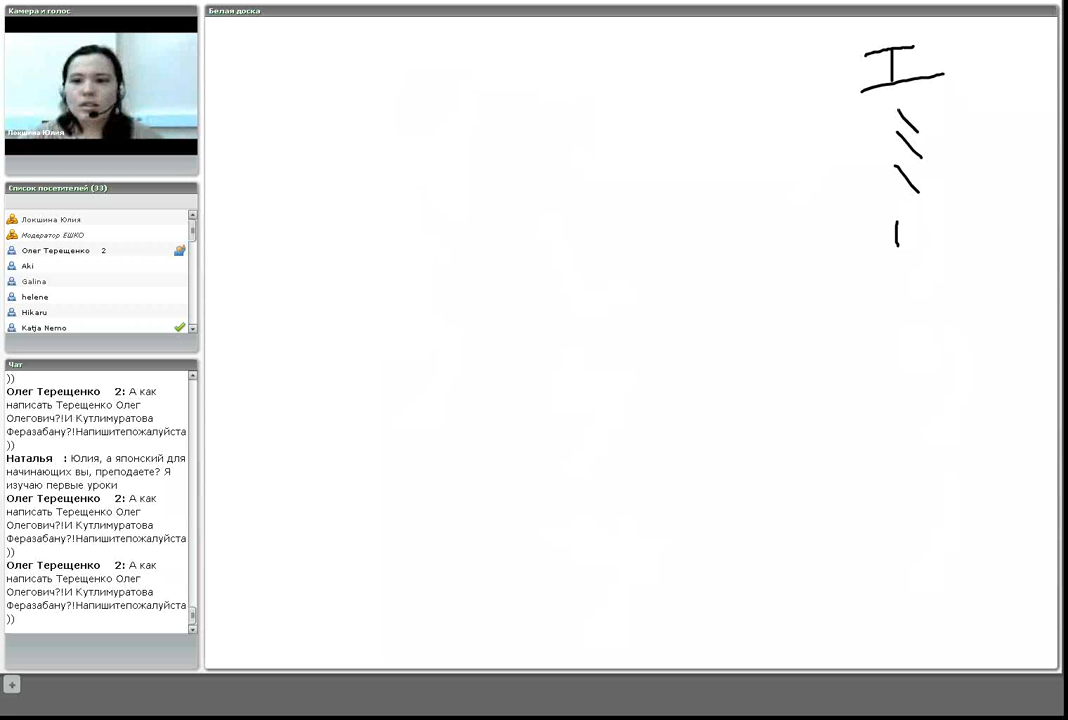 Камера и голос
Локшина Юлия
Список посетителей (33)
Локшина Юлия
Модератор ЕШКО
Олег Терещенко 2
Aki
Galina
helene
Hikaru
Katja Nemo
Чат
))
Олег Терещенко 2: А как
написать Терещенко Олег
Олегович?!И Кутлимуратова
Феразабану?!Напишитепожалуйста
))
Наталья : Юлия, а японский для
начинающих вы, преподаете? Я
изучаю первые уроки
Олег Терещенко 2: А как
написать Терещенко Олег
Олегович?!И Кутлимуратова
Феразабану?!Напишитепожалуйста
))
Олег Терещенко 2: А как
написать Терещенко Олег
Олегович?!И Кутлимуратова
Феразабану?!Напишитепожалуйста
))
Белая доска